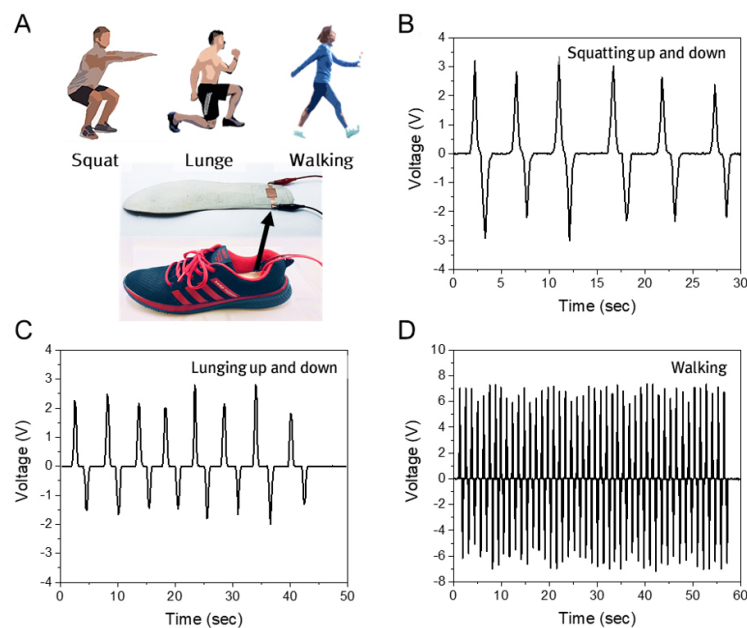 A
Squat Lunge Walking
B
Squatting up and down
Voltage (V)
4
3
2
1
0
-1
-2
-3
-4
0 5 10 15 20 25 30
Time (sec)
C
Lunging up and down
Voltage (V)
4
3
2
1
0
-1
-2
-3
-4
0 10 20 30 40 50
Time (sec)
D
Walking
Voltage (V)
10
8
6
4
2
0
-2
-4
-6
-8
0 10 20 30 40 50 60
Time (sec)